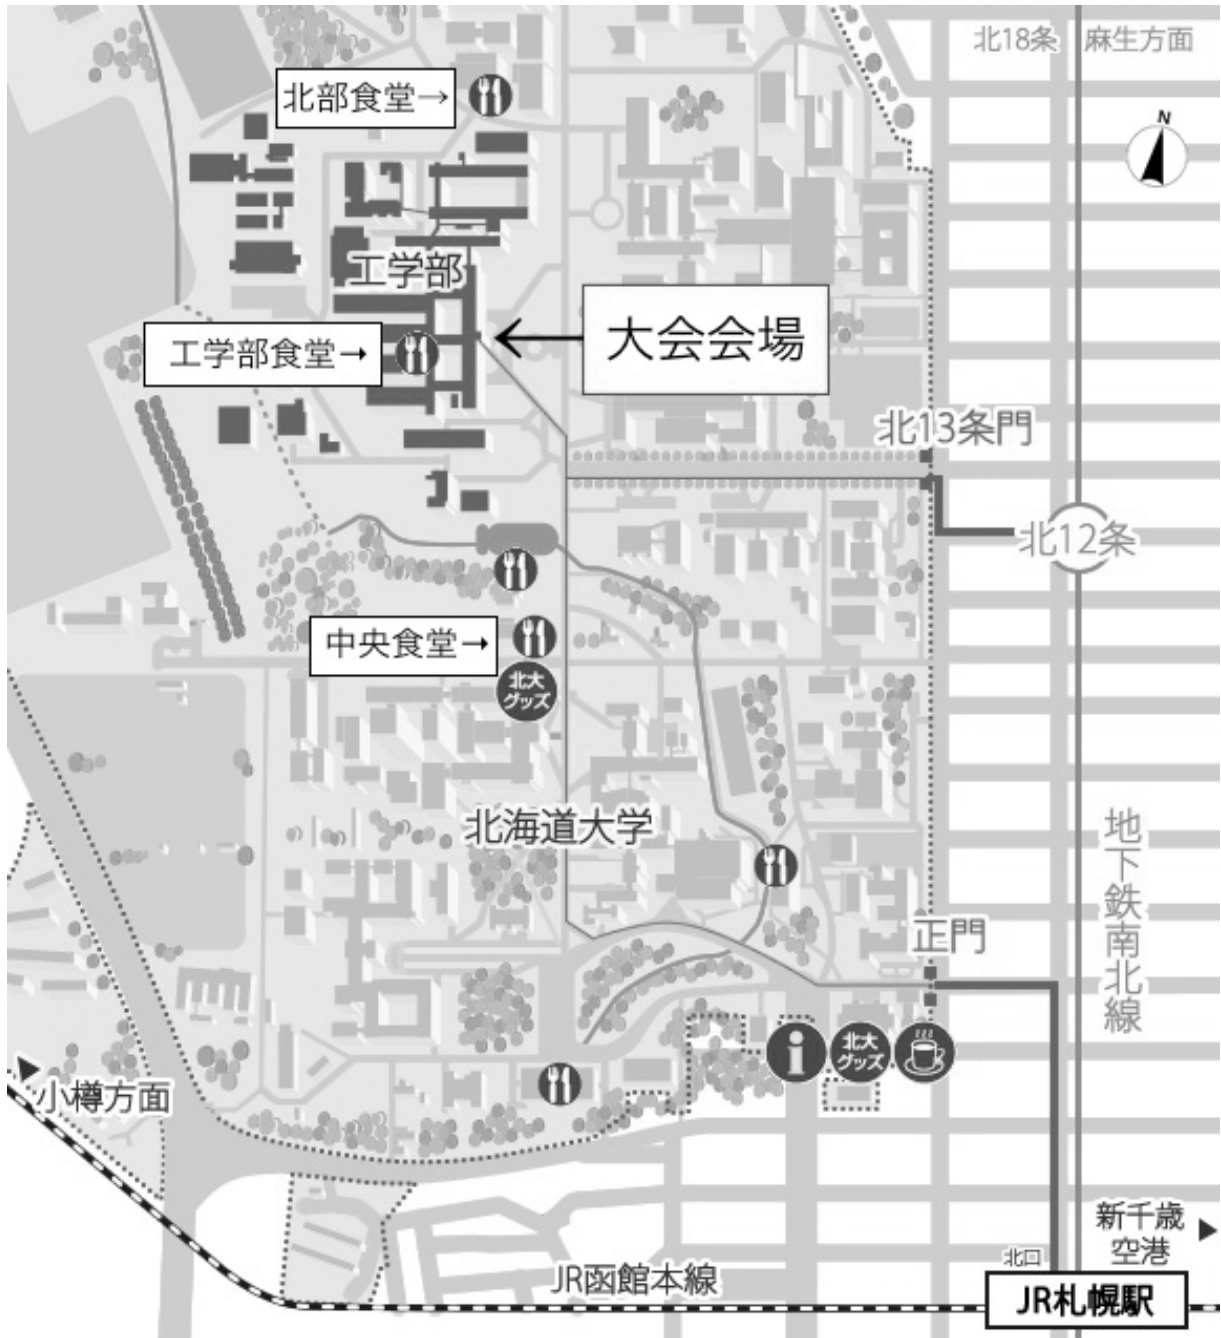 北18条
麻生方面
北部食堂→
N
工学部
大会会場
工学部食堂→
北13条門
北12条
中央食堂→
北大
グッズ
北海道大学
地下鉄南北線
正門
北大
グッズ
小樽方面
新千歳
空港
北口
JR函館本線
JR札幌駅